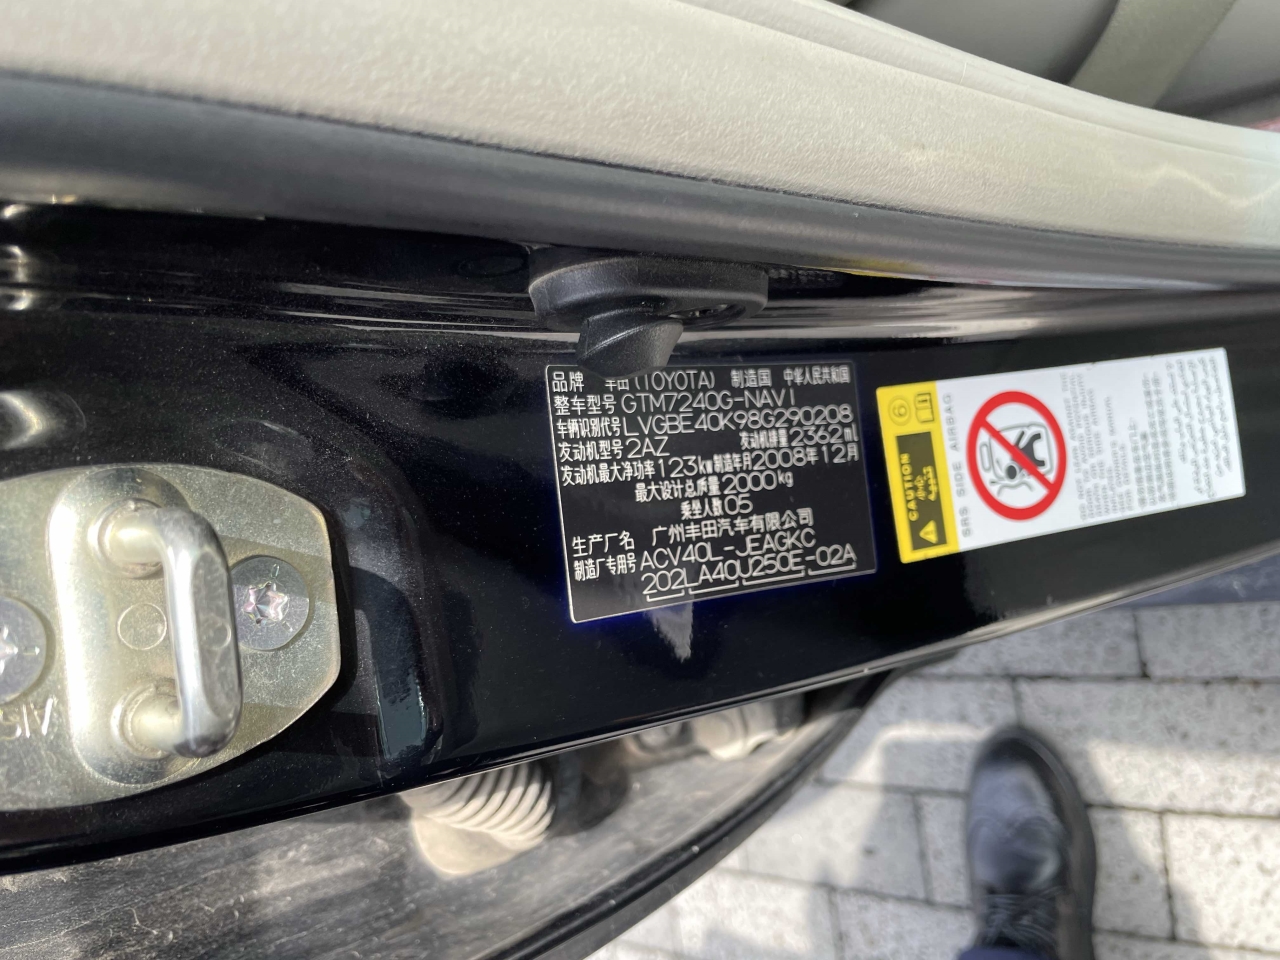 品牌 丰田(TOYOTA) 制造国 中华人民共和国
整车型号 GTM7240G-NAVI
车辆识别代号 LVGBE40K98G290208
发动机型号 2AZ 发动机排量 2362 ml
发动机最大净功率 123kw 制造年月 2008年12月
最大设计总质量 2000kg
乘坐人数 05
生产厂名 广州丰田汽车有限公司
制造厂专用号 ACV40L-JEAGKC
202LA40U250E-02A
CAUTION
SRS SIDE AIRBAG
AIS